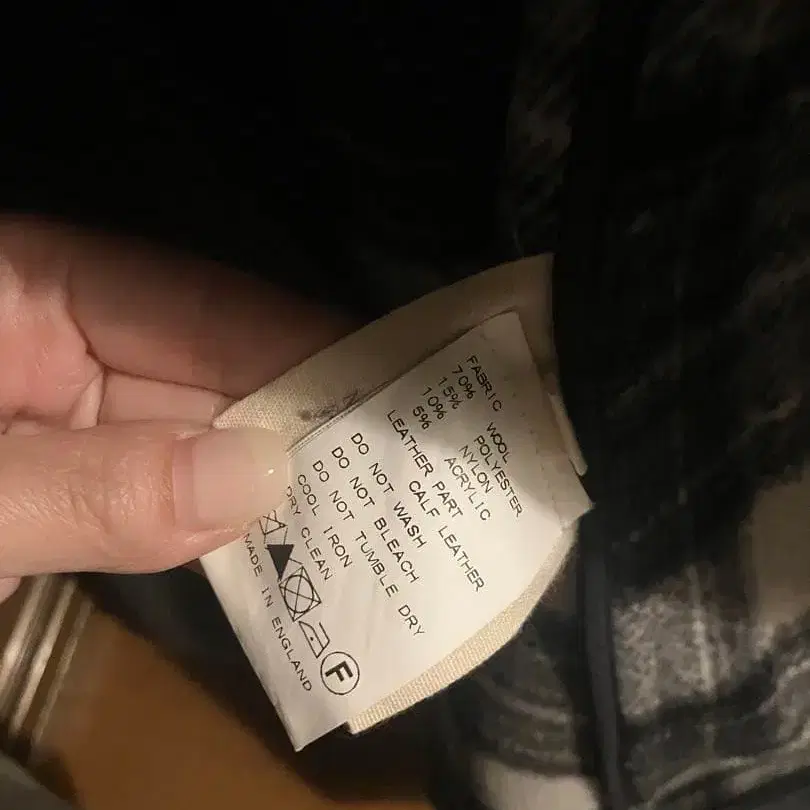 FABRIC
70% WOOL
15% POLYESTER
10% NYLON
5% ACRYLIC
LEATHER PART
CALF LEATHER
DO NOT WASH
DO NOT BLEACH
DO NOT TUMBLE DRY
COOL IRON
DRY CLEAN
F
MADE IN ENGLAND